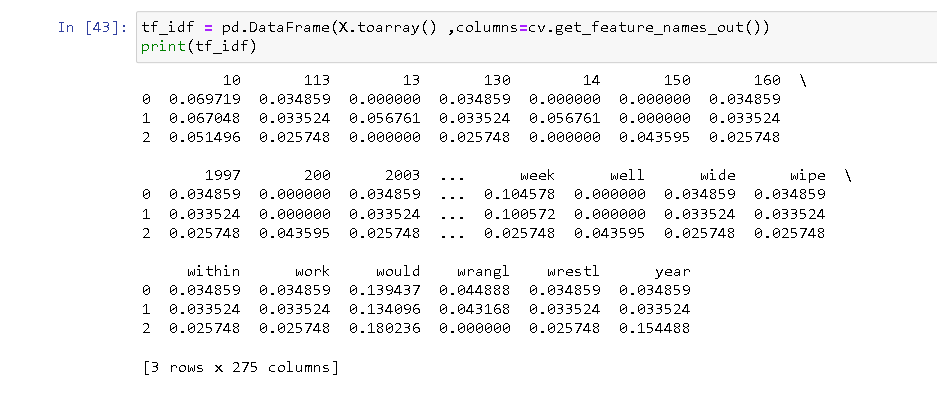 In [43]: tf_idf = pd.DataFrame(X.toarray() ,columns=cv.get_feature_names_out())
print(tf_idf)
10 113 13 130 14 150 160 \
0 0.069719 0.034859 0.000000 0.034859 0.000000 0.000000 0.034859
1 0.067048 0.033524 0.056761 0.033524 0.056761 0.000000 0.033524
2 0.051496 0.025748 0.000000 0.025748 0.000000 0.043595 0.025748
1997 200 2003 ... week well wide wipe \
0 0.034859 0.000000 0.034859 ... 0.104578 0.000000 0.034859 0.034859
1 0.033524 0.000000 0.033524 ... 0.100572 0.000000 0.033524 0.033524
2 0.025748 0.043595 0.025748 ... 0.025748 0.043595 0.025748 0.025748
within work would wrangl wrestl year
0 0.034859 0.034859 0.139437 0.044888 0.034859 0.034859
1 0.033524 0.033524 0.134096 0.043168 0.033524 0.033524
2 0.025748 0.025748 0.180236 0.000000 0.025748 0.154488
[3 rows x 275 columns]